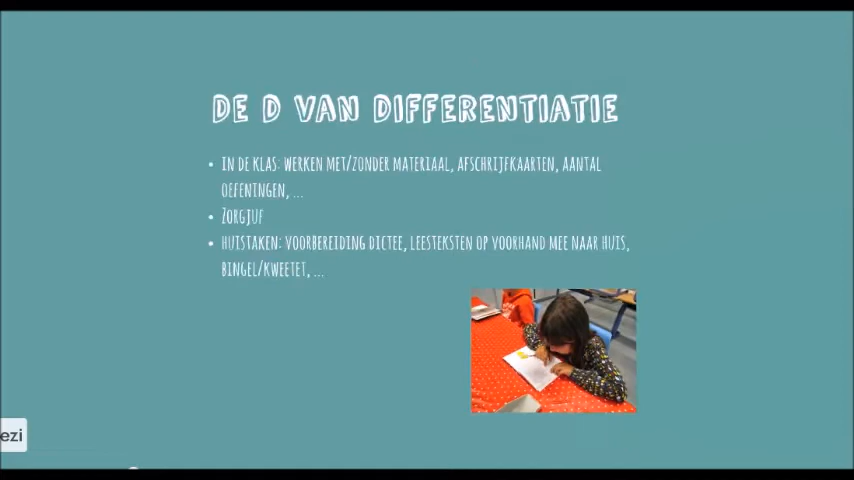 DE D VAN DIFFERENTIATIE
• IN DE KLAS: WERKEN MET/ZONDER MATERIAAL, AFSCHRIJFKAARTEN, AANTAL
OEFENINGEN, ...
• ZORGJUF
• HUISTAKEN: VOORBEREIDING DICTEE, LEESTEKSTEN OP VOORHAND MEE NAAR HUIS,
BINGEL/KWEETET, ...
ezi